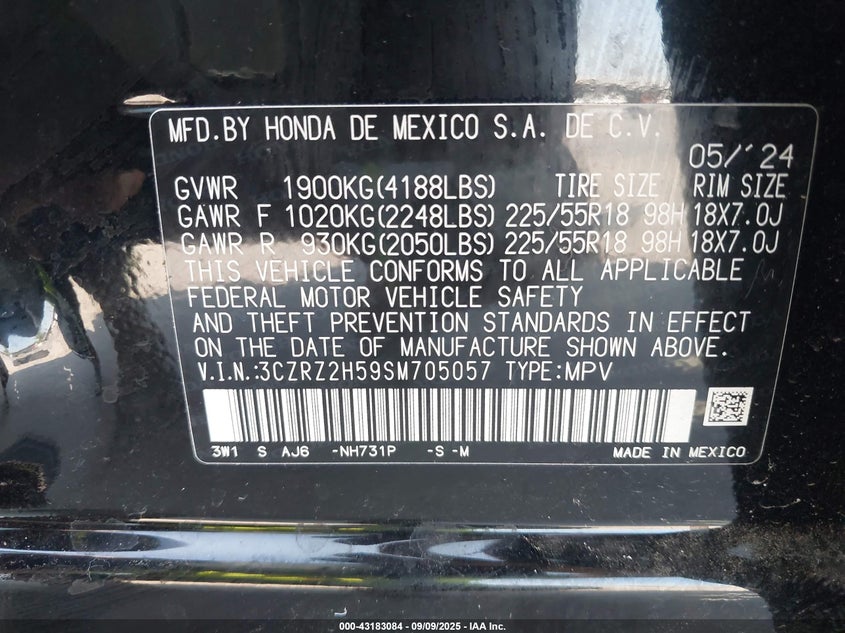 MFD.BY HONDA DE MEXICO S.A. DE C.V.
05/'24
GVWR 1900KG(4188LBS) TIRE SIZE RIM SIZE
GAWR F 1020KG(2248LBS) 225/55R18 98H 18X7.0J
GAWR R 930KG(2050LBS) 225/55R18 98H 18X7.0J
THIS VEHICLE CONFORMS TO ALL APPLICABLE
FEDERAL MOTOR VEHICLE SAFETY
AND THEFT PREVENTION STANDARDS IN EFFECT
ON THE DATE OF MANUFACTURE SHOWN ABOVE.
V.I.N.:3CZRZ2H59SM705057 TYPE:MPV
3W1 S AJ6 -NH731P -S -M MADE IN MEXICO
000-43183084 - 09/09/2025 - IAA Inc.